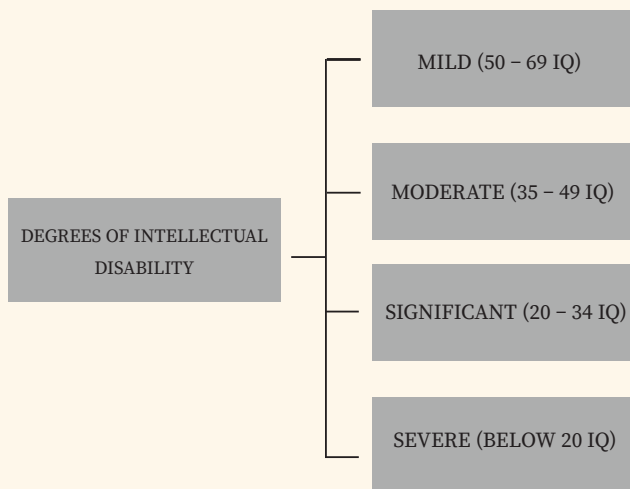 DEGREES OF INTELLECTUAL
DISABILITY
MILD (50 – 69 IQ)
MODERATE (35 – 49 IQ)
SIGNIFICANT (20 – 34 IQ)
SEVERE (BELOW 20 IQ)